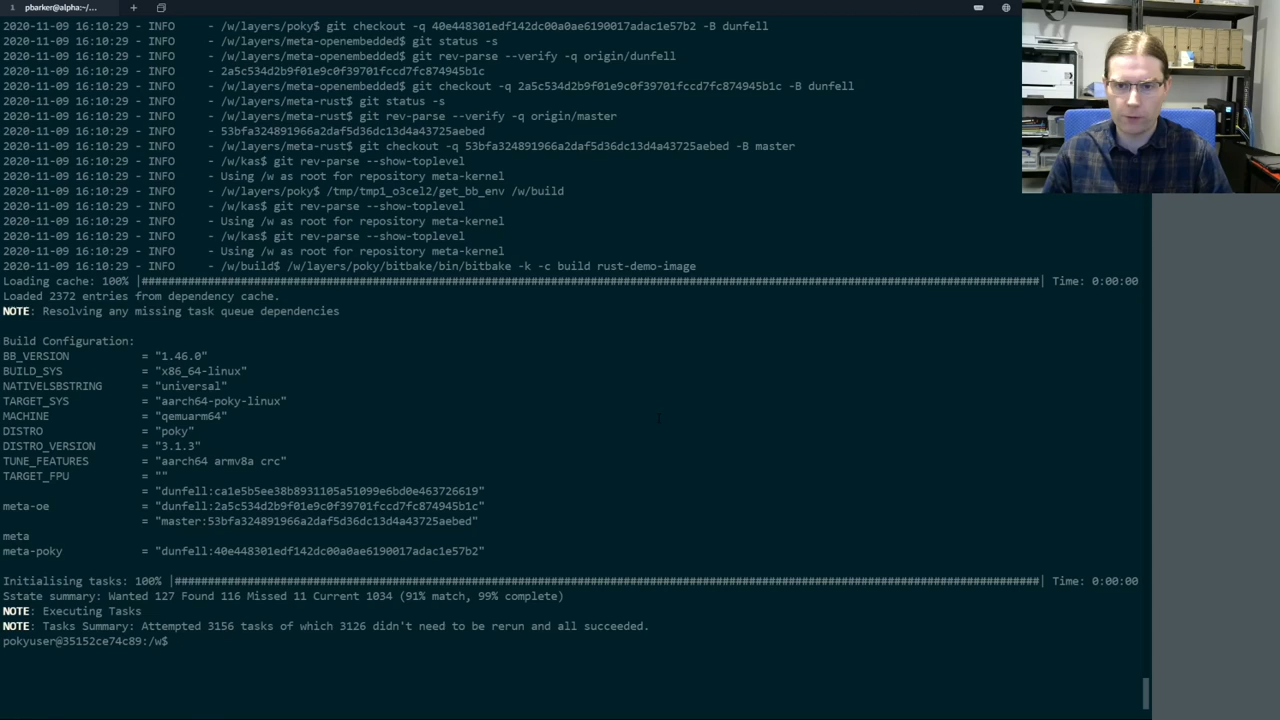 1 pbarker@alpha:~/...
2020-11-09 16:10:29 - INFO - /w/layers/poky$ git checkout -q 40e448301edf142dc00a0ae6190017adac1e57b2 -B dunfell
2020-11-09 16:10:29 - INFO - /w/layers/meta-openembedded$ git status -s
2020-11-09 16:10:29 - INFO - /w/layers/meta-openembedded$ git rev-parse --verify -q origin/dunfell
2020-11-09 16:10:29 - INFO - 2a5c534d2b9f01e9c0f39701fccd7fc874945b1c
2020-11-09 16:10:29 - INFO - /w/layers/meta-openembedded$ git checkout -q 2a5c534d2b9f01e9c0f39701fccd7fc874945b1c -B dunfell
2020-11-09 16:10:29 - INFO - /w/layers/meta-rust$ git status -s
2020-11-09 16:10:29 - INFO - /w/layers/meta-rust$ git rev-parse --verify -q origin/master
2020-11-09 16:10:29 - INFO - 53bfa324891966a2daf5d36dc13d4a43725aebed
2020-11-09 16:10:29 - INFO - /w/layers/meta-rust$ git checkout -q 53bfa324891966a2daf5d36dc13d4a43725aebed -B master
2020-11-09 16:10:29 - INFO - /w/kas$ git rev-parse --show-toplevel
2020-11-09 16:10:29 - INFO - Using /w as root for repository meta-kernel
2020-11-09 16:10:29 - INFO - /w/layers/poky$ /tmp/tmp1_o3cel2/get_bb_env /w/build
2020-11-09 16:10:29 - INFO - /w/kas$ git rev-parse --show-toplevel
2020-11-09 16:10:29 - INFO - Using /w as root for repository meta-kernel
2020-11-09 16:10:29 - INFO - /w/kas$ git rev-parse --show-toplevel
2020-11-09 16:10:29 - INFO - Using /w as root for repository meta-kernel
2020-11-09 16:10:29 - INFO - /w/build$ /w/layers/poky/bitbake/bin/bitbake -k -c build rust-demo-image
Loading cache: 100% |##########################################################################################################################################| Time: 0:00:00
Loaded 2372 entries from dependency cache.
NOTE: Resolving any missing task queue dependencies
Build Configuration:
BB_VERSION = "1.46.0"
BUILD_SYS = "x86_64-linux"
NATIVELSBSTRING = "universal"
TARGET_SYS = "aarch64-poky-linux"
MACHINE = "qemuarm64"
DISTRO = "poky"
DISTRO_VERSION = "3.1.3"
TUNE_FEATURES = "aarch64 armv8a crc"
TARGET_FPU = ""
= "dunfell:ca1e5b5ee38b8931105a51099e6bd0e463726619"
meta-oe = "dunfell:2a5c534d2b9f01e9c0f39701fccd7fc874945b1c"
= "master:53bfa324891966a2daf5d36dc13d4a43725aebed"
meta
meta-poky = "dunfell:40e448301edf142dc00a0ae6190017adac1e57b2"
Initialising tasks: 100% |#####################################################################################################################################| Time: 0:00:00
Sstate summary: Wanted 127 Found 116 Missed 11 Current 1034 (91% match, 99% complete)
NOTE: Executing Tasks
NOTE: Tasks Summary: Attempted 3156 tasks of which 3126 didn't need to be rerun and all succeeded.
pokyuser@35152ce74c89:/w$